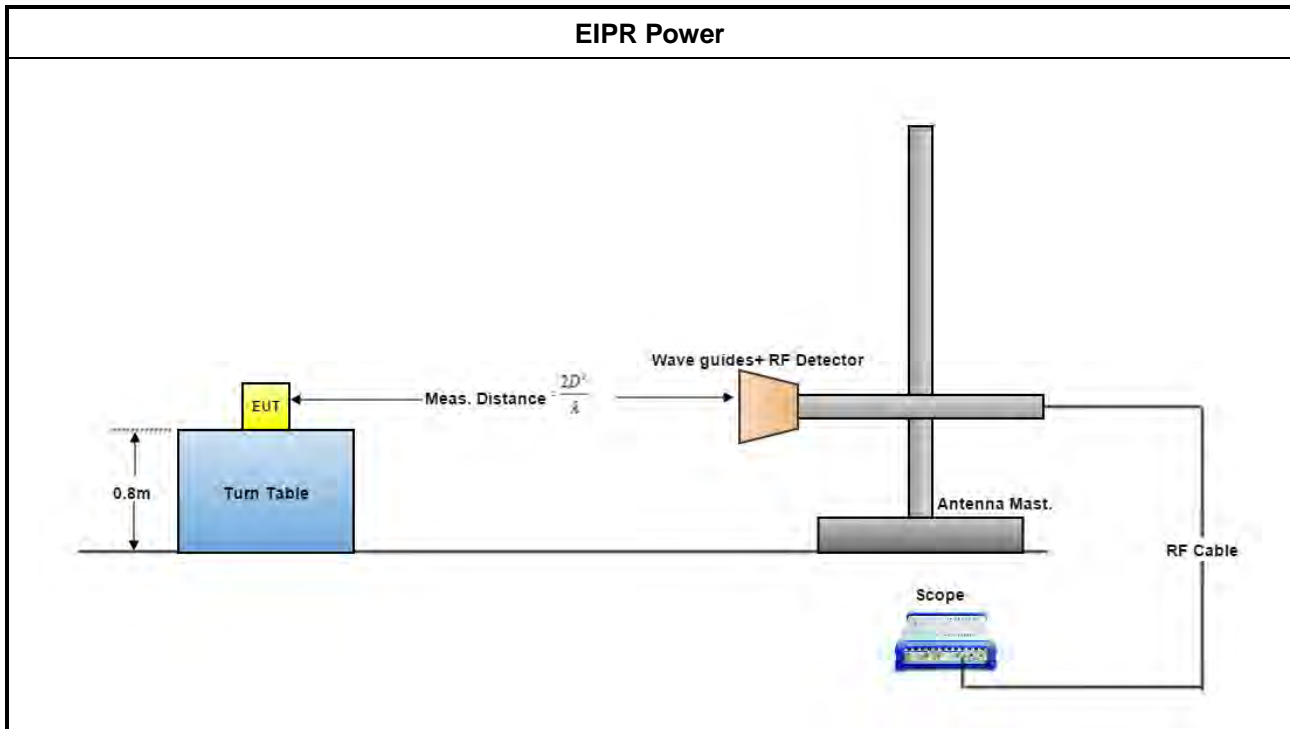 EIPR Power
Wave guides+ RF Detector
EUT
Meas. Distance = 2D²/λ
0.8m
Turn Table
Antenna Mast.
RF Cable
Scope